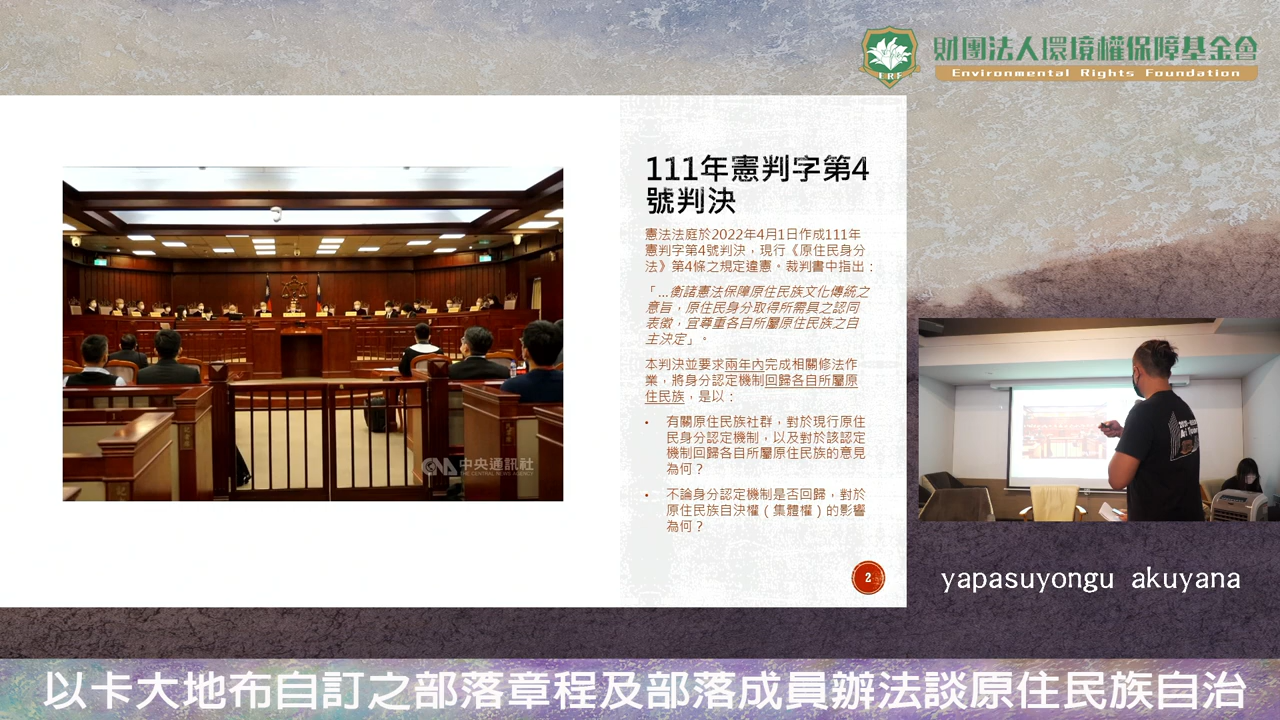 財團法人環境權保障基金會
Environmental Rights Foundation
ERF
111年憲判字第4
號判決
憲法法庭於2022年4月1日作成111年
憲判字第4號判決，現行《原住民身分
法》第4條之規定違憲。裁判書中指出：
「…衡諸憲法保障原住民族文化傳統之
意旨，原住民身分取得所需具之認同
表徵，宜尊重各自所屬原住民族之自
主決定」。
本判決並要求兩年內完成相關修法作
業，將身分認定機制回歸各自所屬原
住民族，是以：
• 有關原住民族社群，對於現行原住
民身分認定機制，以及對於該認定
機制回歸各自所屬原住民族的意見
為何？
• 不論身分認定機制是否回歸，對於
原住民族自決權（集體權）的影響
為何？
CNA 中央通訊社
THE CENTRAL NEWS AGENCY
2
yapasuyongu akuyana
以卡大地布自訂之部落章程及部落成員辦法談原住民族自治